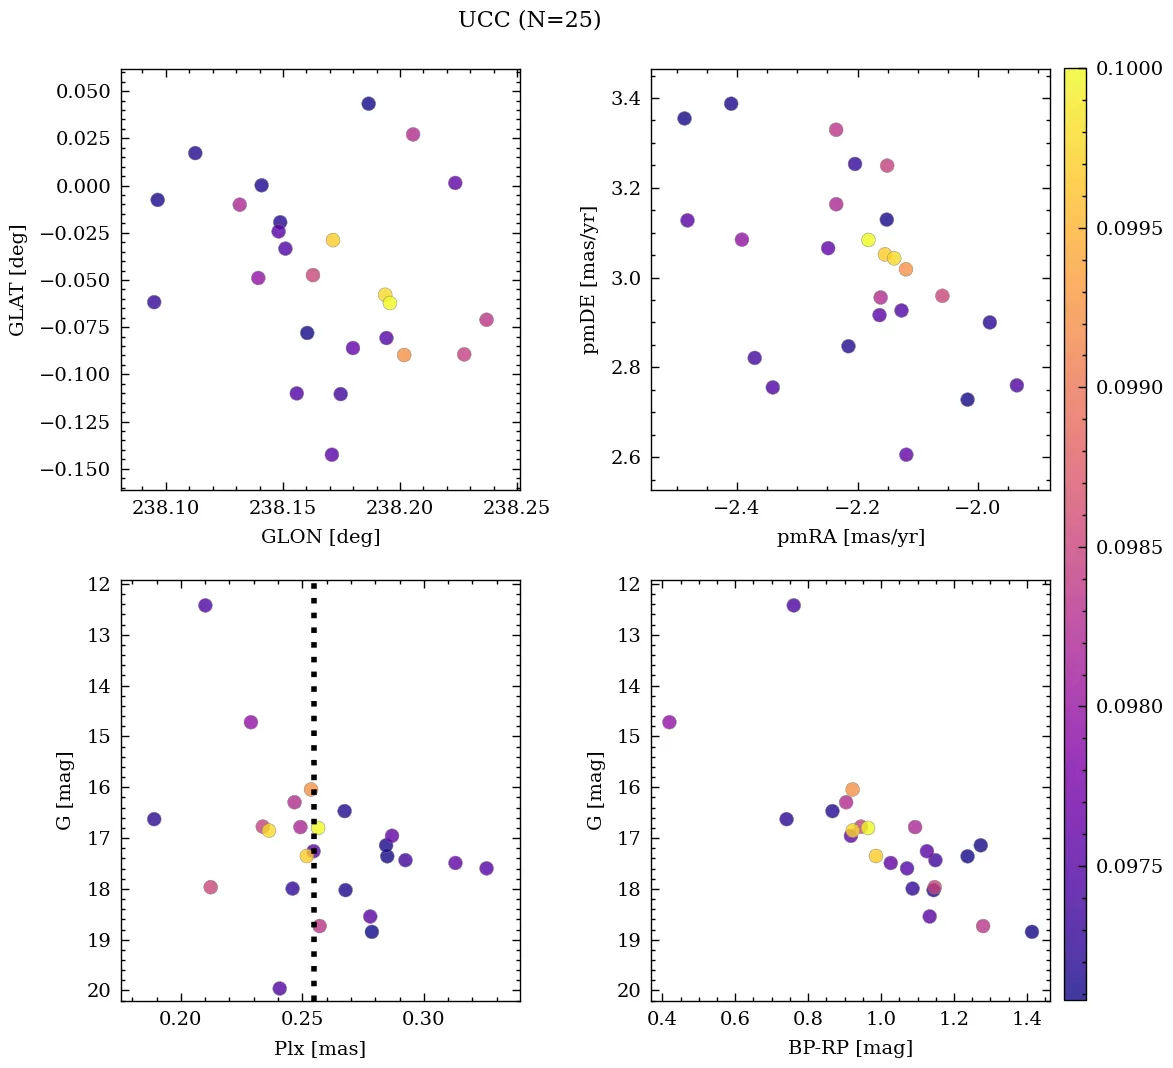 UCC (N=25)
0.050
0.025
0.000
−0.025
−0.050
−0.075
−0.100
−0.125
−0.150
GLAT [deg]
238.10 238.15 238.20 238.25
GLON [deg]
3.4
3.2
3.0
2.8
2.6
pmDE [mas/yr]
−2.4 −2.2 −2.0
pmRA [mas/yr]
0.1000
0.0995
0.0990
0.0985
0.0980
0.0975
12
13
14
15
16
17
18
19
20
G [mag]
0.20 0.25 0.30
Plx [mas]
12
13
14
15
16
17
18
19
20
G [mag]
0.4 0.6 0.8 1.0 1.2 1.4
BP-RP [mag]